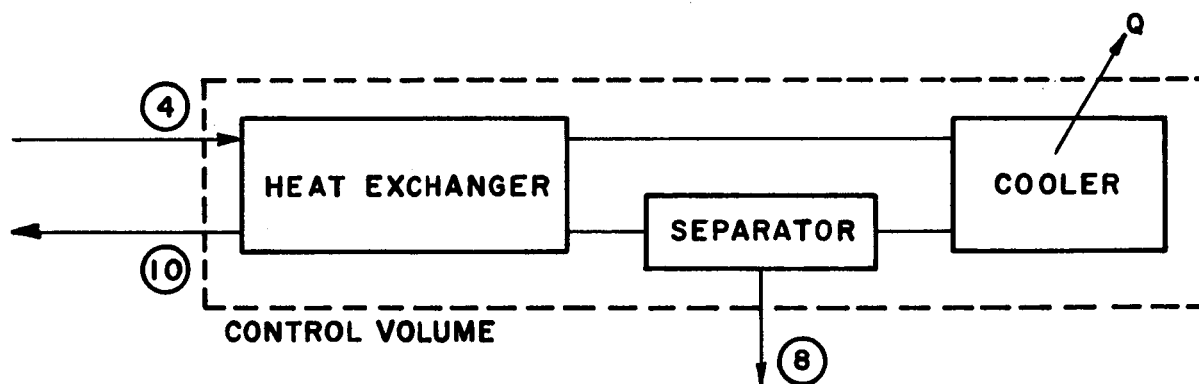 Q
4
HEAT EXCHANGER
COOLER
SEPARATOR
10
CONTROL VOLUME
8